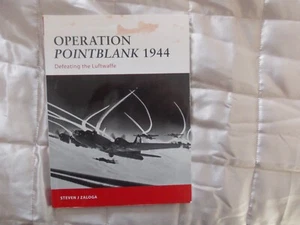 OPERATION
POINTBLANK 1944
Defeating the Luftwaffe
STEVEN J ZALOGA